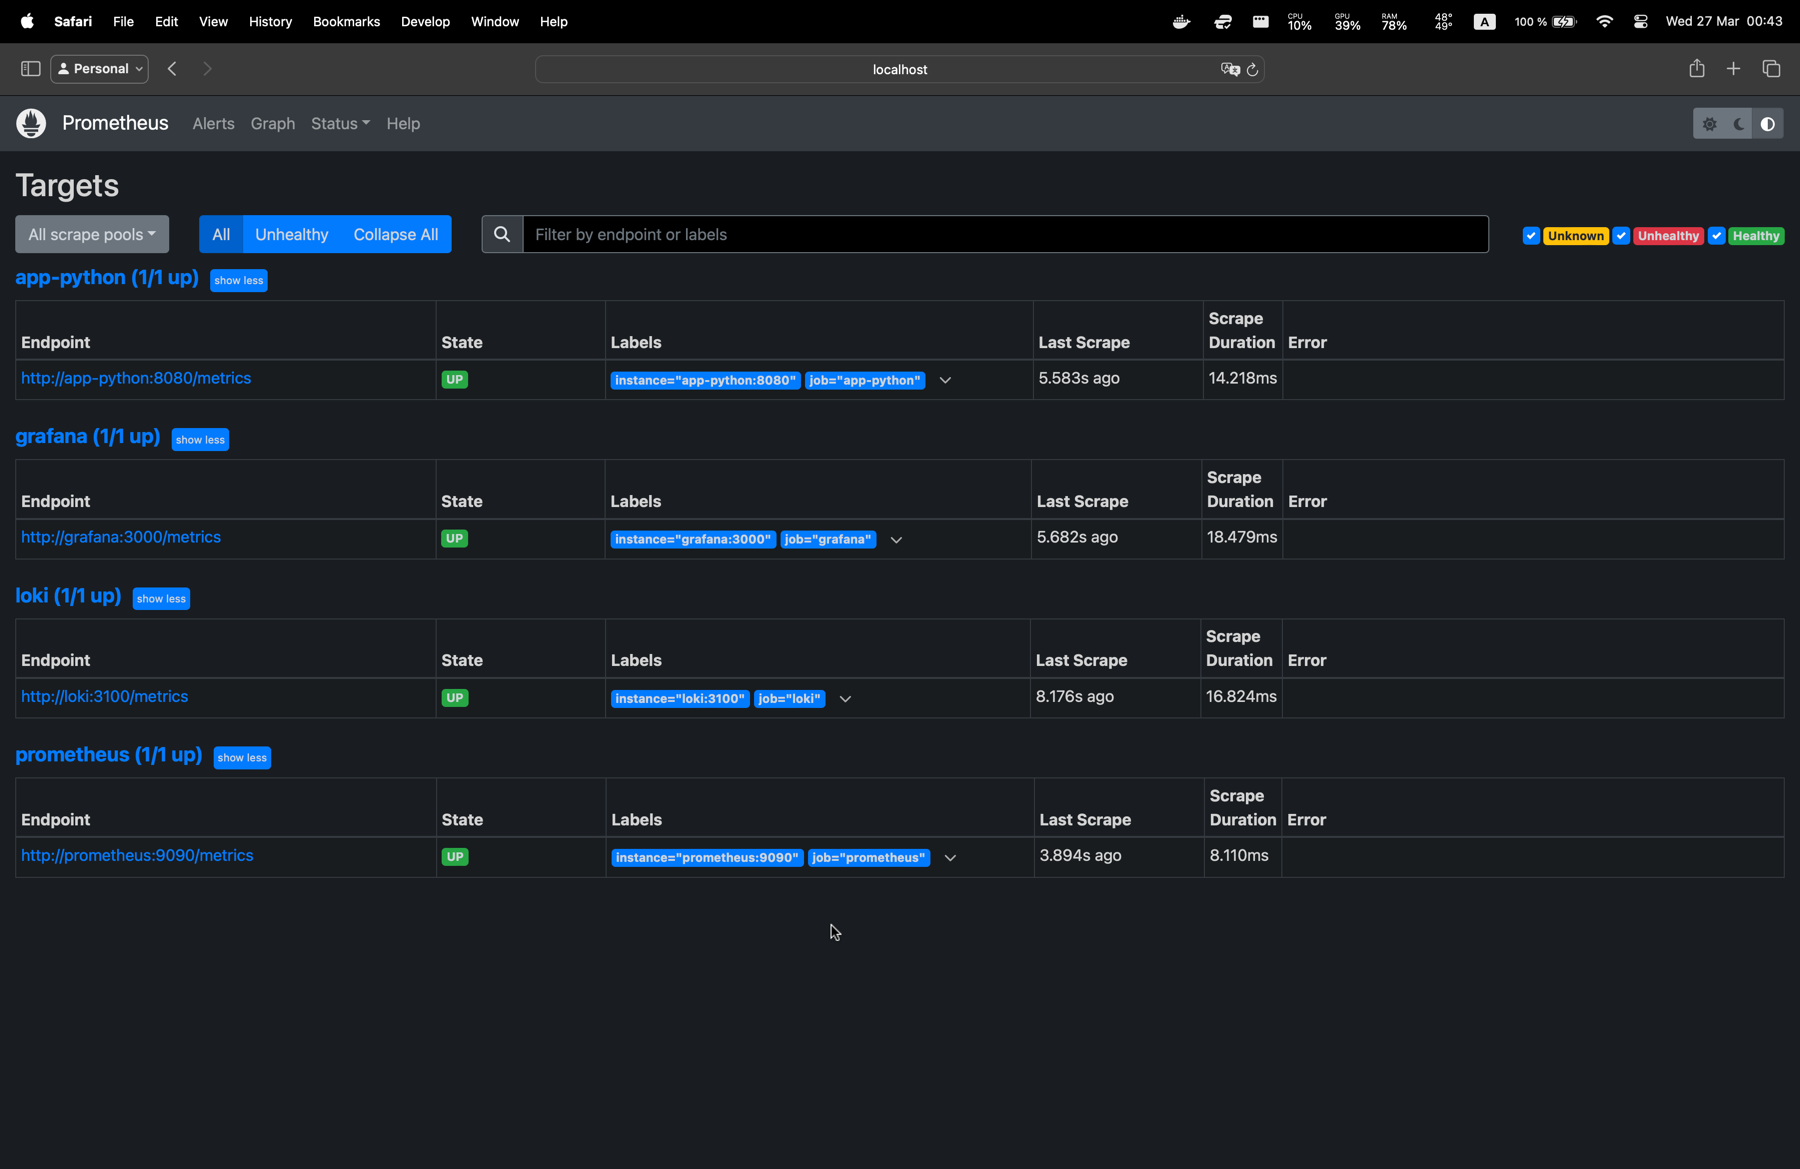 Safari File Edit View History Bookmarks Develop Window Help CPU 10% GPU 39% RAM 78% 48° 49° A 100 % Wed 27 Mar 00:43
Personal localhost
Prometheus Alerts Graph Status Help
Targets
All scrape pools All Unhealthy Collapse All Filter by endpoint or labels Unknown Unhealthy Healthy
app-python (1/1 up) show less
Endpoint State Labels Last Scrape Scrape Duration Error
http://app-python:8080/metrics UP instance="app-python:8080" job="app-python" 5.583s ago 14.218ms
grafana (1/1 up) show less
Endpoint State Labels Last Scrape Scrape Duration Error
http://grafana:3000/metrics UP instance="grafana:3000" job="grafana" 5.682s ago 18.479ms
loki (1/1 up) show less
Endpoint State Labels Last Scrape Scrape Duration Error
http://loki:3100/metrics UP instance="loki:3100" job="loki" 8.176s ago 16.824ms
prometheus (1/1 up) show less
Endpoint State Labels Last Scrape Scrape Duration Error
http://prometheus:9090/metrics UP instance="prometheus:9090" job="prometheus" 3.894s ago 8.110ms